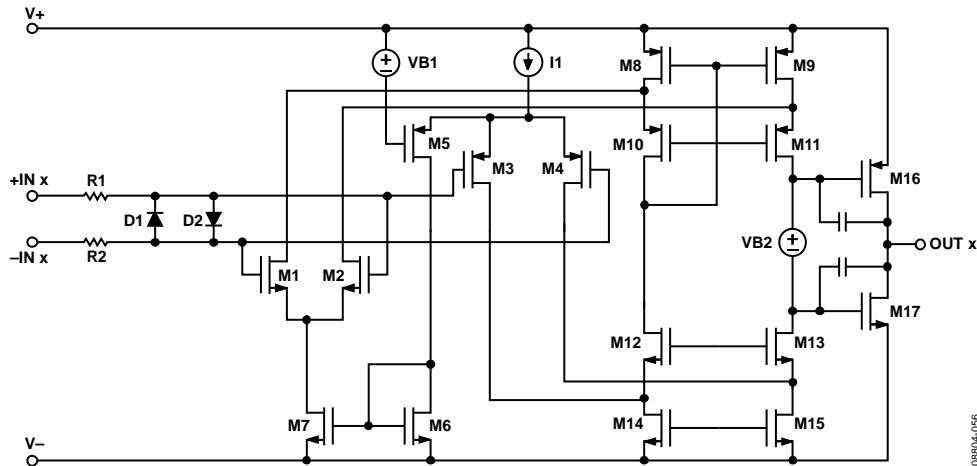 V+
VB1
I1
M8
M9
M5
M10
M11
M3
M4
M16
+IN x
R1
D1
D2
VB2
OUT x
–IN x
R2
M1
M2
M17
M12
M13
M7
M6
M14
M15
V–
08804-056